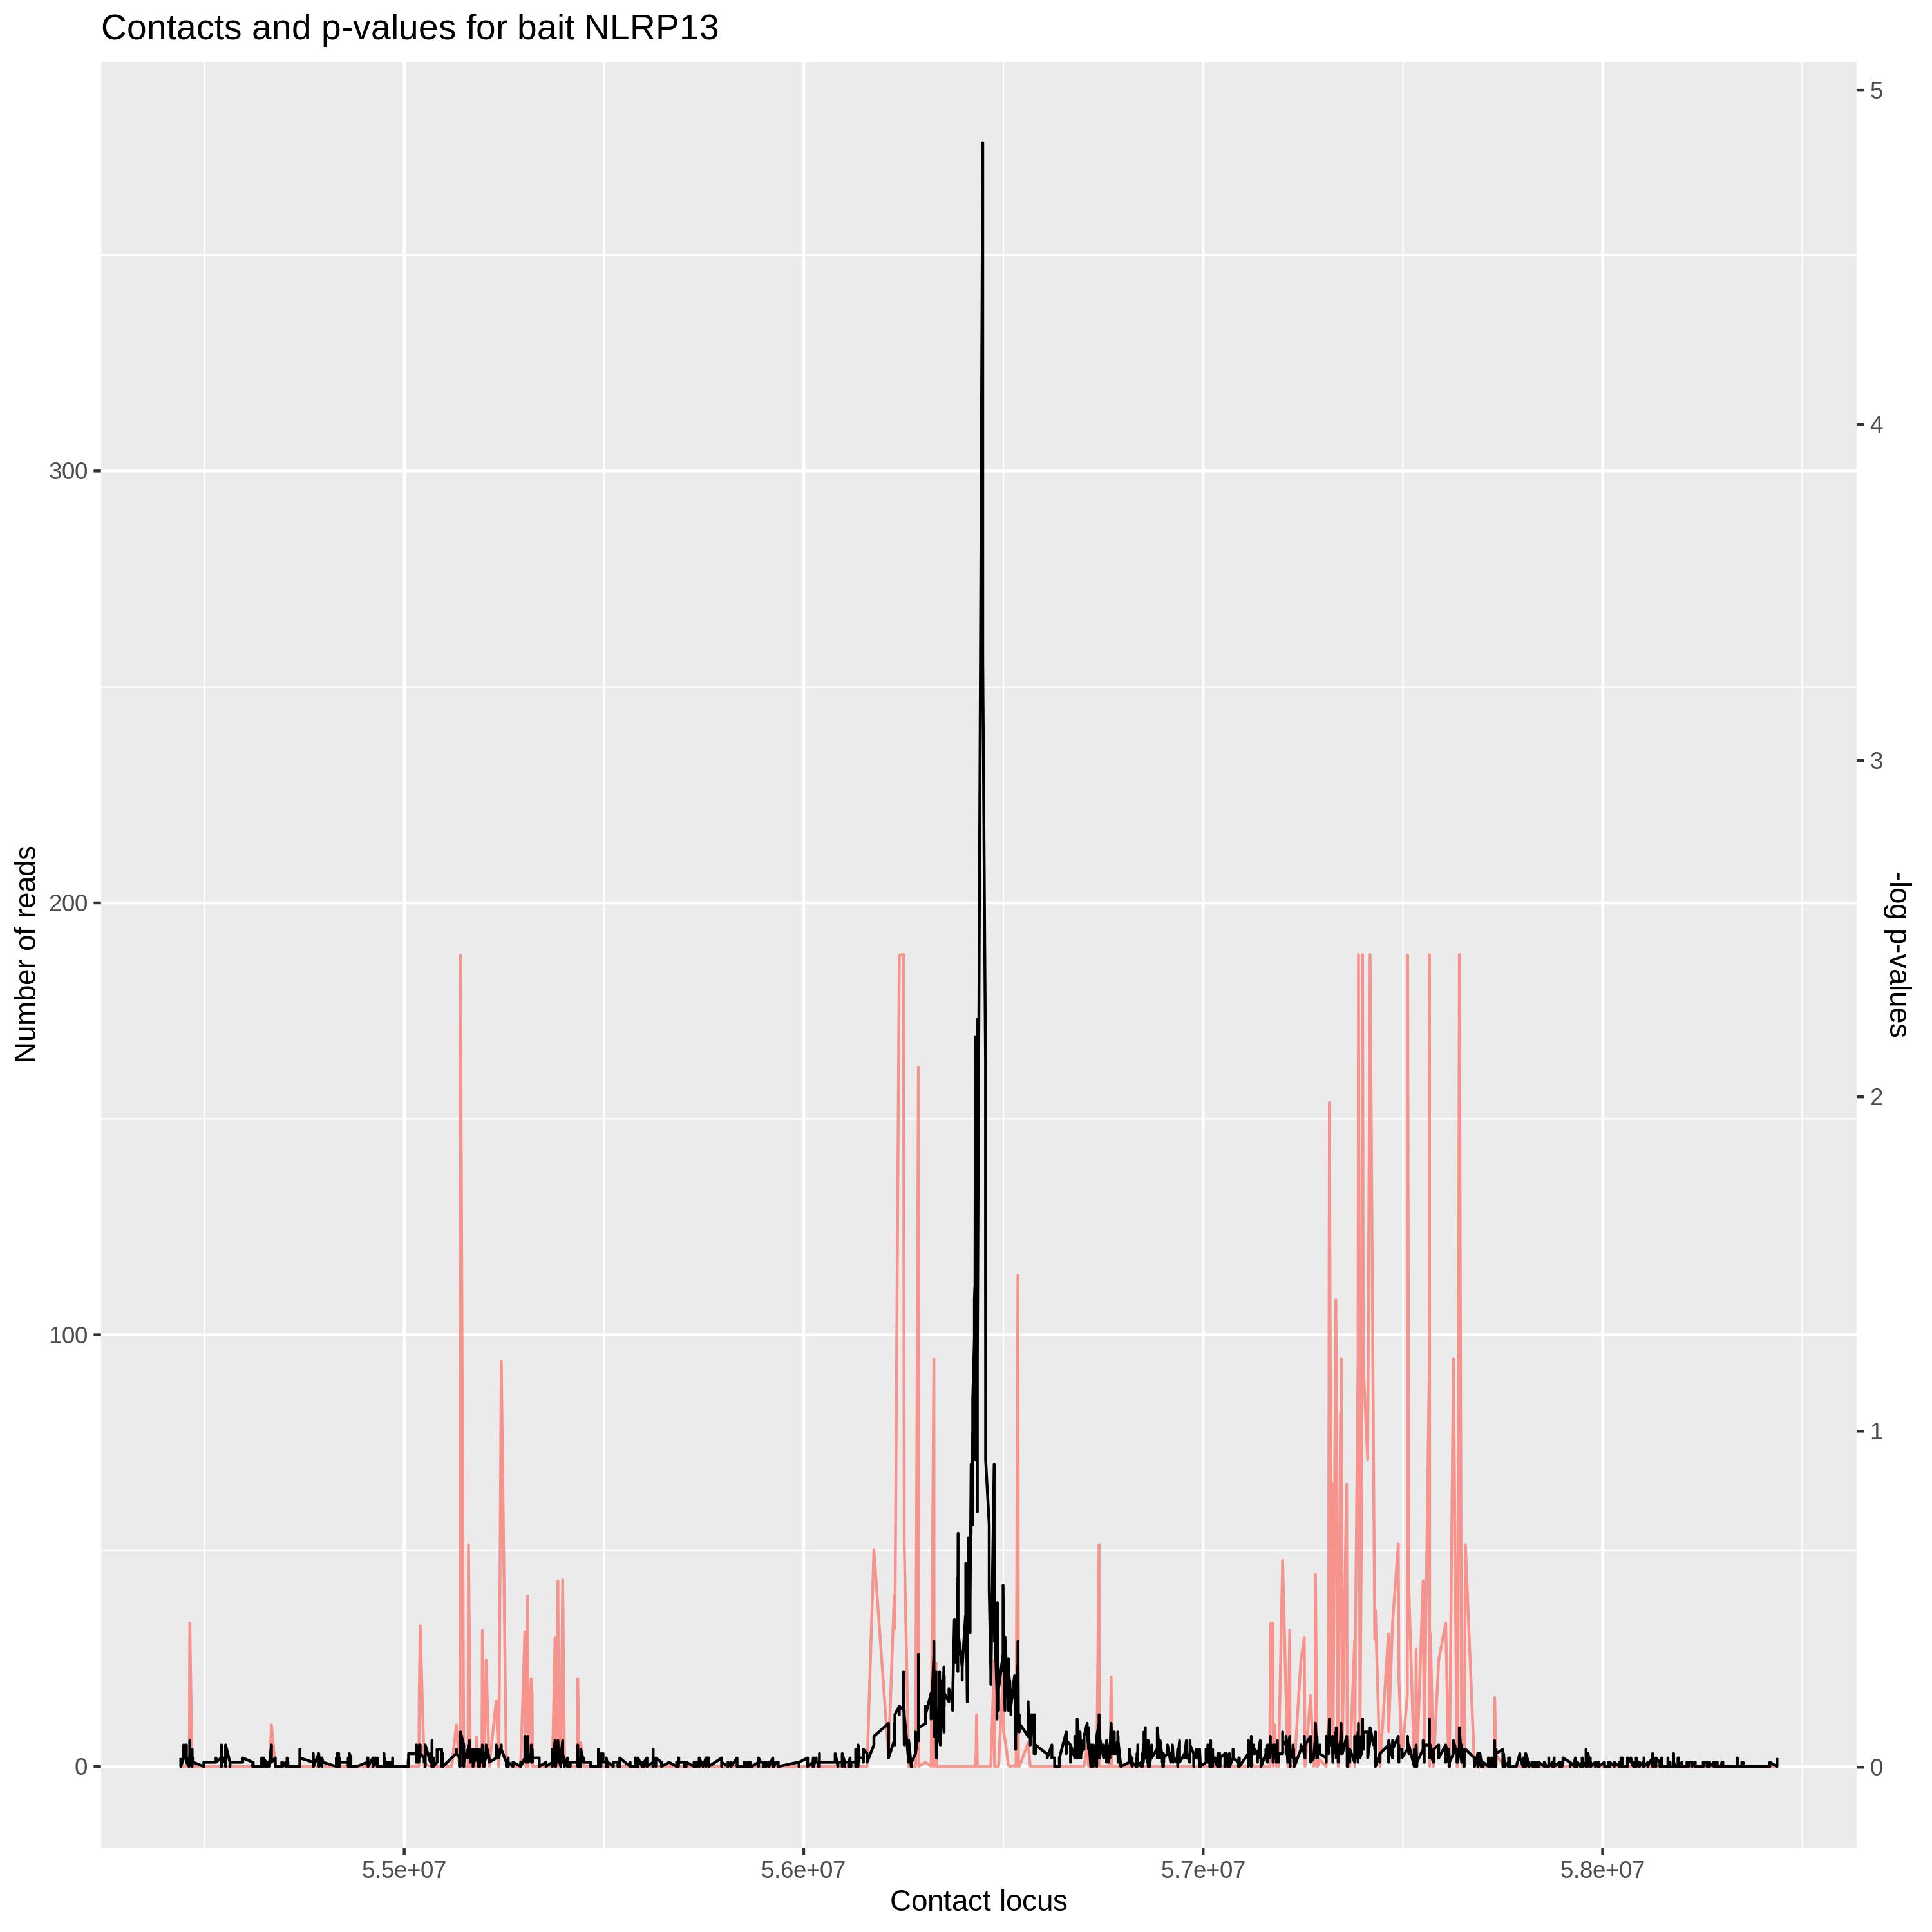 Contacts and p-values for bait NLRP13
Number of reads
300
200
100
0
5
4
3
2
1
0
-log p-values
5.5e+07
5.6e+07
5.7e+07
5.8e+07
Contact locus